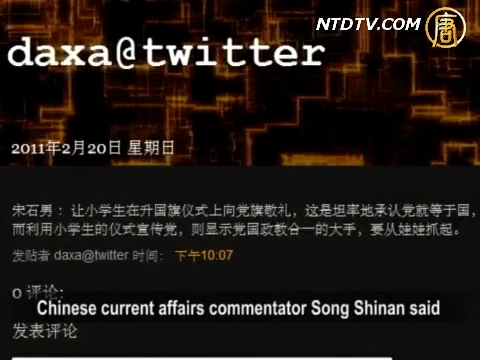 NTDTV.COM
唐
daxa@twitter
2011年2月20日 星期日
宋石男： 让小学生在升国旗仪式上向党旗敬礼，这是坦率地承认党就等于国，
而利用小学生的仪式宣传党，则显示党国政教合一的大手，要从娃娃抓起。
发贴者 daxa@twitter 时间： 下午10:07
0 评论:
Chinese current affairs commentator Song Shinan said
发表评论